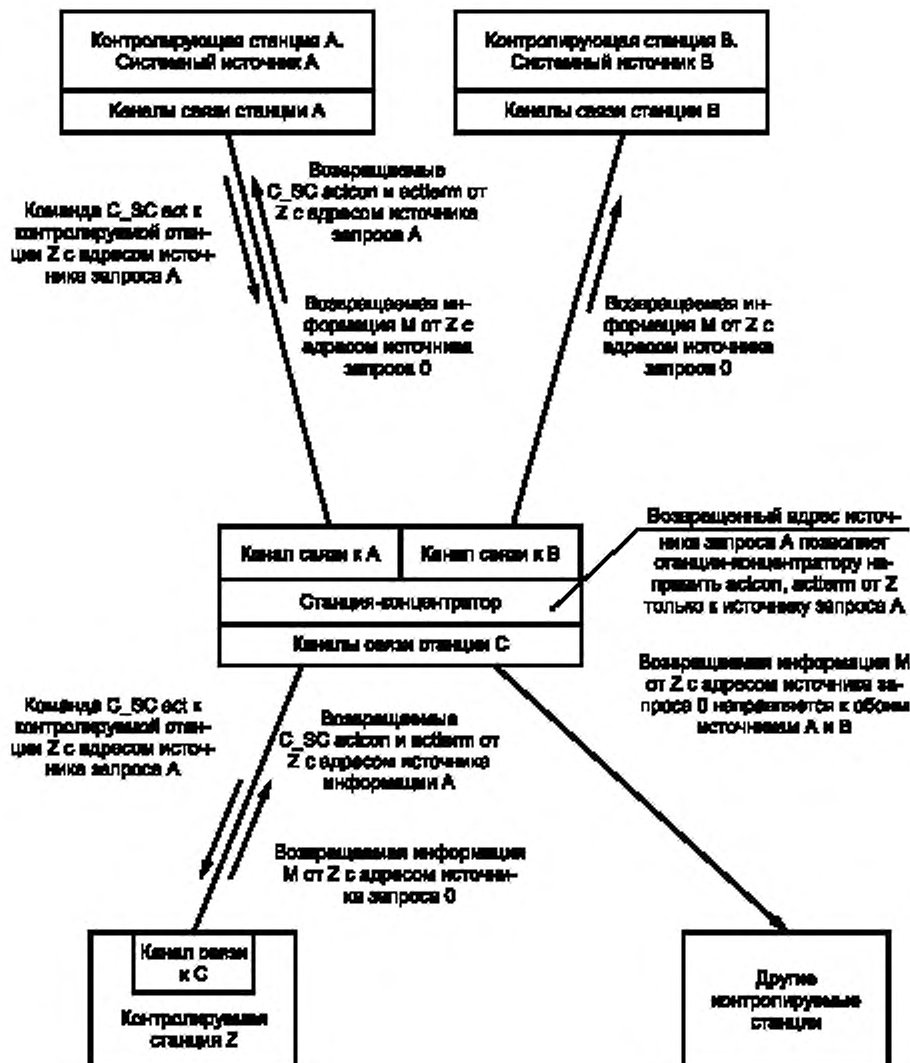 Контролирующая станция А.
Системный источник А
Каналы связи станции А
Контролирующая станция В.
Системный источник В
Каналы связи станции В
Команда C_SC act к
контролируемой стан-
ции Z с адресом источ-
ника запроса А
Возвращаемые
C_SC actcon и actterm от
Z с адресом источника
запроса А
Возвращаемая ин-
формация М от Z с
адресом источника
запроса 0
Возвращаемая ин-
формация М от Z с
адресом источника
запроса 0
Канал связи к А
Канал связи к В
Станция-концентратор
Каналы связи станции С
Возвращенный адрес источ-
ника запроса А позволяет
станции-концентратору на-
править actcon, actterm от Z
только к источнику запроса А
Возвращаемая информация М
от Z с адресом источника за-
проса 0 направляется к обоим
источникам А и В
Команда C_SC act к
контролируемой стан-
ции Z с адресом источ-
ника запроса А
Возвращаемые
C_SC actcon и actterm от
Z с адресом источника
информации А
Возвращаемая информация
М от Z с адресом источни-
ка запроса 0
Канал связи
к С
Контролируемая
станция Z
Другие
контролируемые
станции